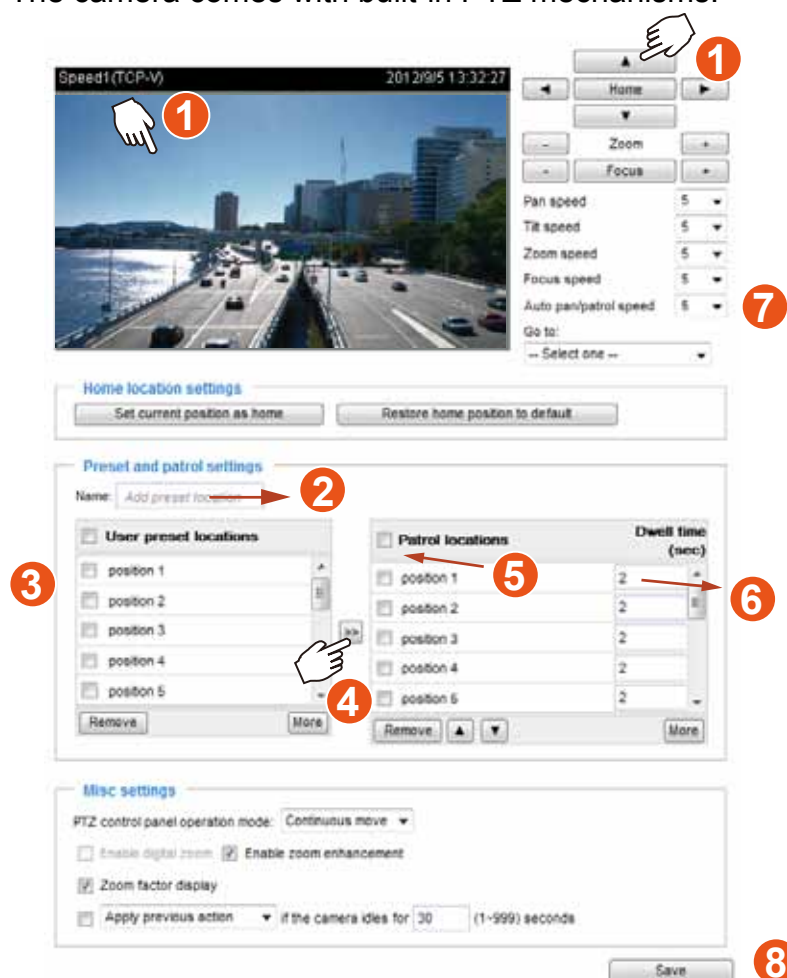 The camera comes with built-in PTZ mechanisms.
Speed1(TCP-V) 2012/9/5 13:32:27
1
1
▲
◄ Home ►
▼
- Zoom +
- Focus +
Pan speed 5
Tilt speed 5
Zoom speed 5
Focus speed 5
Auto pan/patrol speed 5
7
Go to:
-- Select one --
Home location settings
Set current position as home Restore home position to default
Preset and patrol settings
Name: Add preset location
2
User preset locations
3
position 1
position 2
position 3
position 4
position 5
Remove More
>>
4
Patrol locations Dwell time
(sec)
5
position 1 2
6
position 2 2
position 3 2
position 4 2
position 5 2
Remove ▲ ▼ More
Misc settings
PTZ control panel operation mode: Continuous move
Enable digital zoom Enable zoom enhancement
Zoom factor display
Apply previous action if the camera idles for 30 (1~999) seconds
Save
8